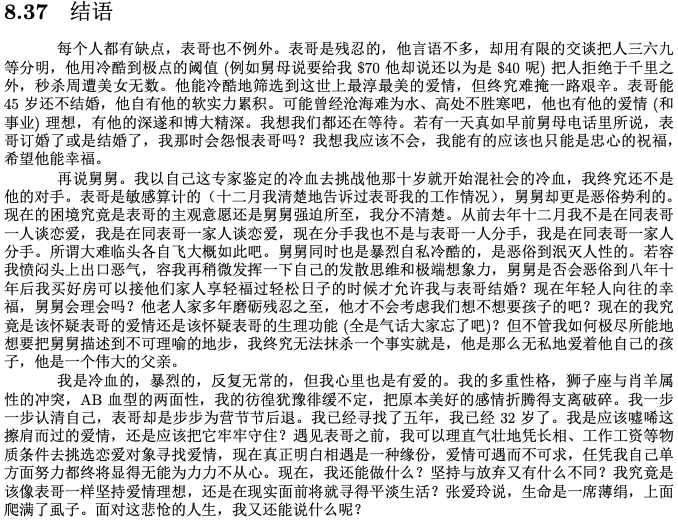 8.37 结语
每个人都有缺点，表哥也不例外。表哥是残忍的，他言语不多，却用有限的交谈把人三六九
等分明，他用冷酷到极点的阈值 (例如舅母说要给我 $70 他却说还以为是 $40 呢) 把人拒绝于千里之
外，秒杀周遭美女无数。他能冷酷地筛选到这世上最淳最美的爱情，但终究难掩一路艰辛。表哥能
45 岁还不结婚，他自有他的软实力累积。可能曾经沧海难为水、高处不胜寒吧，他也有他的爱情 (和
事业) 理想，有他的深邃和博大精深。我想我们都还在等待。若有一天真如早前舅母电话里所说，表
哥订婚了或是结婚了，我那时会怨恨表哥吗？我想我应该不会，我能有的应该也只能是忠心的祝福，
希望他能幸福。
再说舅舅。我以自己这专家鉴定的冷血去挑战他那十岁就开始混社会的冷血，我终究还不是
他的对手。表哥是敏感算计的 (十二月我清楚地告诉过表哥我的工作情况)，舅舅却更是恶俗势利的。
现在的困境究竟是表哥的主观意愿还是舅舅强迫所至，我分不清楚。从前去年十二月我不是在同表哥
一人谈恋爱，我是在同表哥一家人谈恋爱，现在分手我也不是与表哥一人分手，我是在同表哥一家人
分手。所谓大难临头各自飞大概如此吧。舅舅同时也是暴烈自私冷酷的，是恶俗到泯灭人性的。若容
我愤闷头上出口恶气，容我再稍微发挥一下自己的发散思维和极端想象力，舅舅是否会恶俗到八年十
年后我买好房可以接他们家人享轻福过轻松日子的时候才允许我与表哥结婚？现在年轻人向往的幸
福，舅舅会理会吗？他老人家多年磨砺残忍之至，他才不会考虑我们想不想要孩子的吧？现在的我究
竟是该怀疑表哥的爱情还是该怀疑表哥的生理功能 (全是气话大家忘了吧)？但不管我如何极尽所能地
想要把舅舅描述到不可理喻的地步，我终究无法抹杀一个事实就是，他是那么无私地爱着他自己的孩
子，他是一个伟大的父亲。
我是冷血的，暴烈的，反复无常的，但我心里也是有爱的。我的多重性格，狮子座与肖羊属
性的冲突，AB 血型的两面性，我的彷徨犹豫徘缓不定，把原本美好的感情折腾得支离破碎。我一步
一步认清自己，表哥却是步步为营节节后退。我已经寻找了五年，我已经 32 岁了。我是应该嘘唏这
擦肩而过的爱情，还是应该把它牢牢守住？遇见表哥之前，我可以理直气壮地凭长相、工作工资等物
质条件去挑选恋爱对象寻找爱情，现在真正明白相遇是一种缘份，爱情可遇而不可求，任凭我自己单
方面努力都终将显得无能为力力不从心。现在，我还能做什么？坚持与放弃又有什么不同？我究竟是
该像表哥一样坚持爱情理想，还是在现实面前将就寻得平淡生活？张爱玲说，生命是一席薄绢，上面
爬满了虱子。面对这悲怆的人生，我又还能说什么呢？